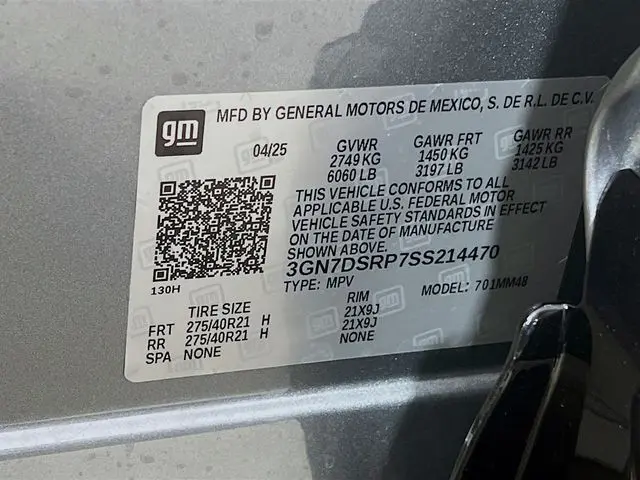 gm
MFD BY GENERAL MOTORS DE MEXICO, S. DE R.L. DE C.V.
04/25 GVWR GAWR FRT GAWR RR
2749 KG 1450 KG 1425 KG
6060 LB 3197 LB 3142 LB
THIS VEHICLE CONFORMS TO ALL
APPLICABLE U.S. FEDERAL MOTOR
VEHICLE SAFETY STANDARDS IN EFFECT
ON THE DATE OF MANUFACTURE
SHOWN ABOVE.
3GN7DSRP7SS214470
130H
TYPE: MPV MODEL: 701MM48
TIRE SIZE RIM
FRT 275/40R21 H 21X9J
RR 275/40R21 H 21X9J
SPA NONE NONE